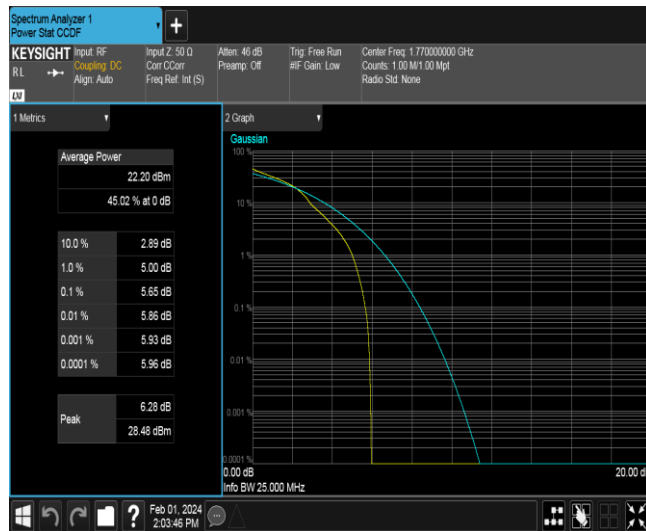 Spectrum Analyzer 1
Power Stat CCDF
+
KEYSIGHT
RL
LXI
Input: RF
Coupling: DC
Align: Auto
Input Z: 50 Ω
Corr CCorr
Freq Ref: Int (S)
Atten: 46 dB
Preamp: Off
Trig: Free Run
#IF Gain: Low
Center Freq: 1.770000000 GHz
Counts: 1.00 M/1.00 Mpt
Radio Std: None
1 Metrics
Average Power
22.20 dBm
45.02 % at 0 dB
10.0 % 2.89 dB
1.0 % 5.00 dB
0.1 % 5.65 dB
0.01 % 5.86 dB
0.001 % 5.93 dB
0.0001 % 5.96 dB
Peak
6.28 dB
28.48 dBm
2 Graph
Gaussian
100 %
10 %
1 %
0.1 %
0.01 %
0.001 %
0.0001 %
0.00 dB
20.00 d
Info BW 25.000 MHz
?
Feb 01, 2024
2:03:46 PM